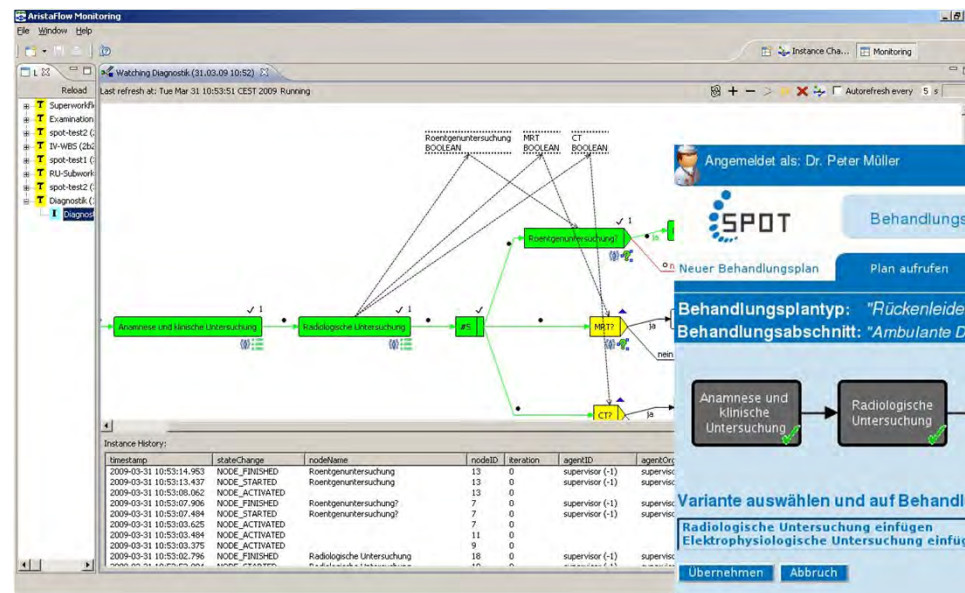 AristaFlow Monitoring
File Window Help
Instance Cha... Monitoring
L
Watching Diagnostik (31.03.09 10:52)
Reload
Last refresh at: Tue Mar 31 10:53:51 CEST 2009 Running
Autorefresh every 5 s
Superworkfl
Examination
spot-test2 (
IV-WBS (2b2
spot-test1 (
RU-Subwork
spot-test2 (
Diagnostik (
Diagnost
Roentgenuntersuchung
BOOLEAN
MRT
BOOLEAN
CT
BOOLEAN
Roentgenuntersuchung?
1
ja
Anamnese und klinische Untersuchung
1
Radiologische Untersuchung
1
#S
MRT?
ja
nein
CT?
ja
Instance History:
timestamp stateChange nodeName nodeID iteration agentID agentOrg
2009-03-31 10:53:14.953 NODE_FINISHED Roentgenuntersuchung 13 0 supervisor (-1) superviso
2009-03-31 10:53:13.437 NODE_STARTED Roentgenuntersuchung 13 0 supervisor (-1) superviso
2009-03-31 10:53:08.062 NODE_ACTIVATED 13 0
2009-03-31 10:53:07.906 NODE_FINISHED Roentgenuntersuchung? 7 0 supervisor (-1) superviso
2009-03-31 10:53:07.484 NODE_STARTED Roentgenuntersuchung? 7 0 supervisor (-1) superviso
2009-03-31 10:53:03.625 NODE_ACTIVATED 7 0
2009-03-31 10:53:03.484 NODE_ACTIVATED 11 0
2009-03-31 10:53:03.375 NODE_ACTIVATED 9 0
2009-03-31 10:53:02.796 NODE_FINISHED Radiologische Untersuchung 18 0 supervisor (-1) superviso
Angemeldet als: Dr. Peter Müller
SPOT
Behandlungs
Neuer Behandlungsplan Plan aufrufen
Behandlungsplantyp: "Rückenleide
Behandlungsabschnitt: "Ambulante D
Anamnese und
klinische
Untersuchung
Radiologische
Untersuchung
Variante auswählen und auf Behandl
Radiologische Untersuchung einfügen
Elektrophysiologische Untersuchung einfüg
Übernehmen Abbruch